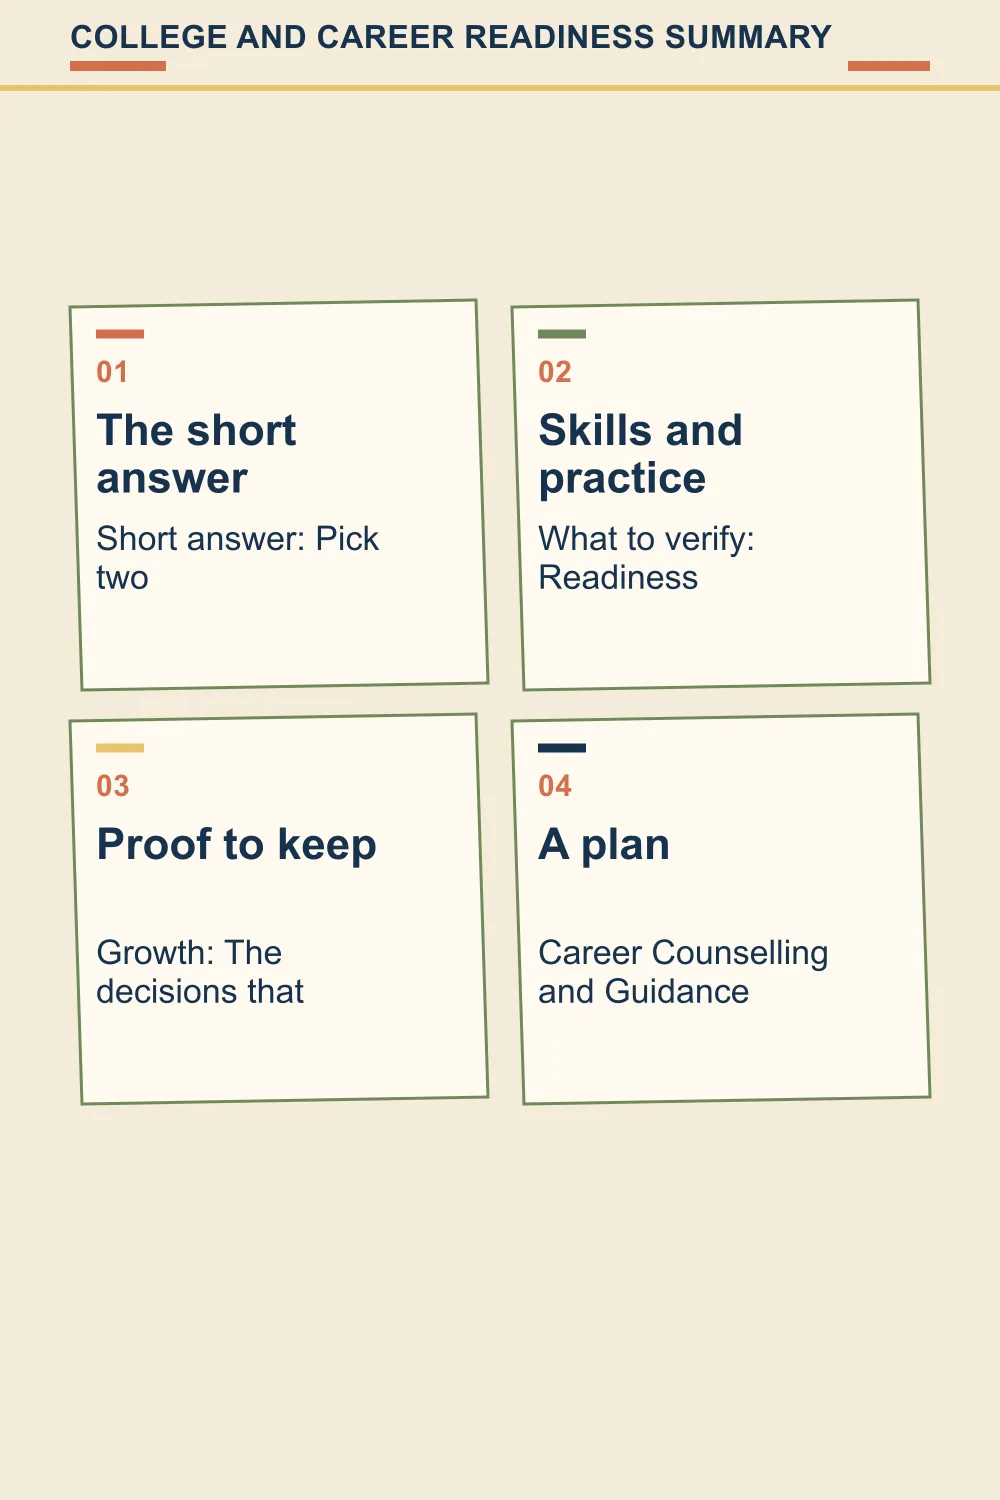 COLLEGE AND CAREER READINESS SUMMARY
01
The short
answer
Short answer: Pick
two
02
Skills and
practice
What to verify:
Readiness
03
Proof to keep
Growth: The
decisions that
04
A plan
Career Counselling
and Guidance